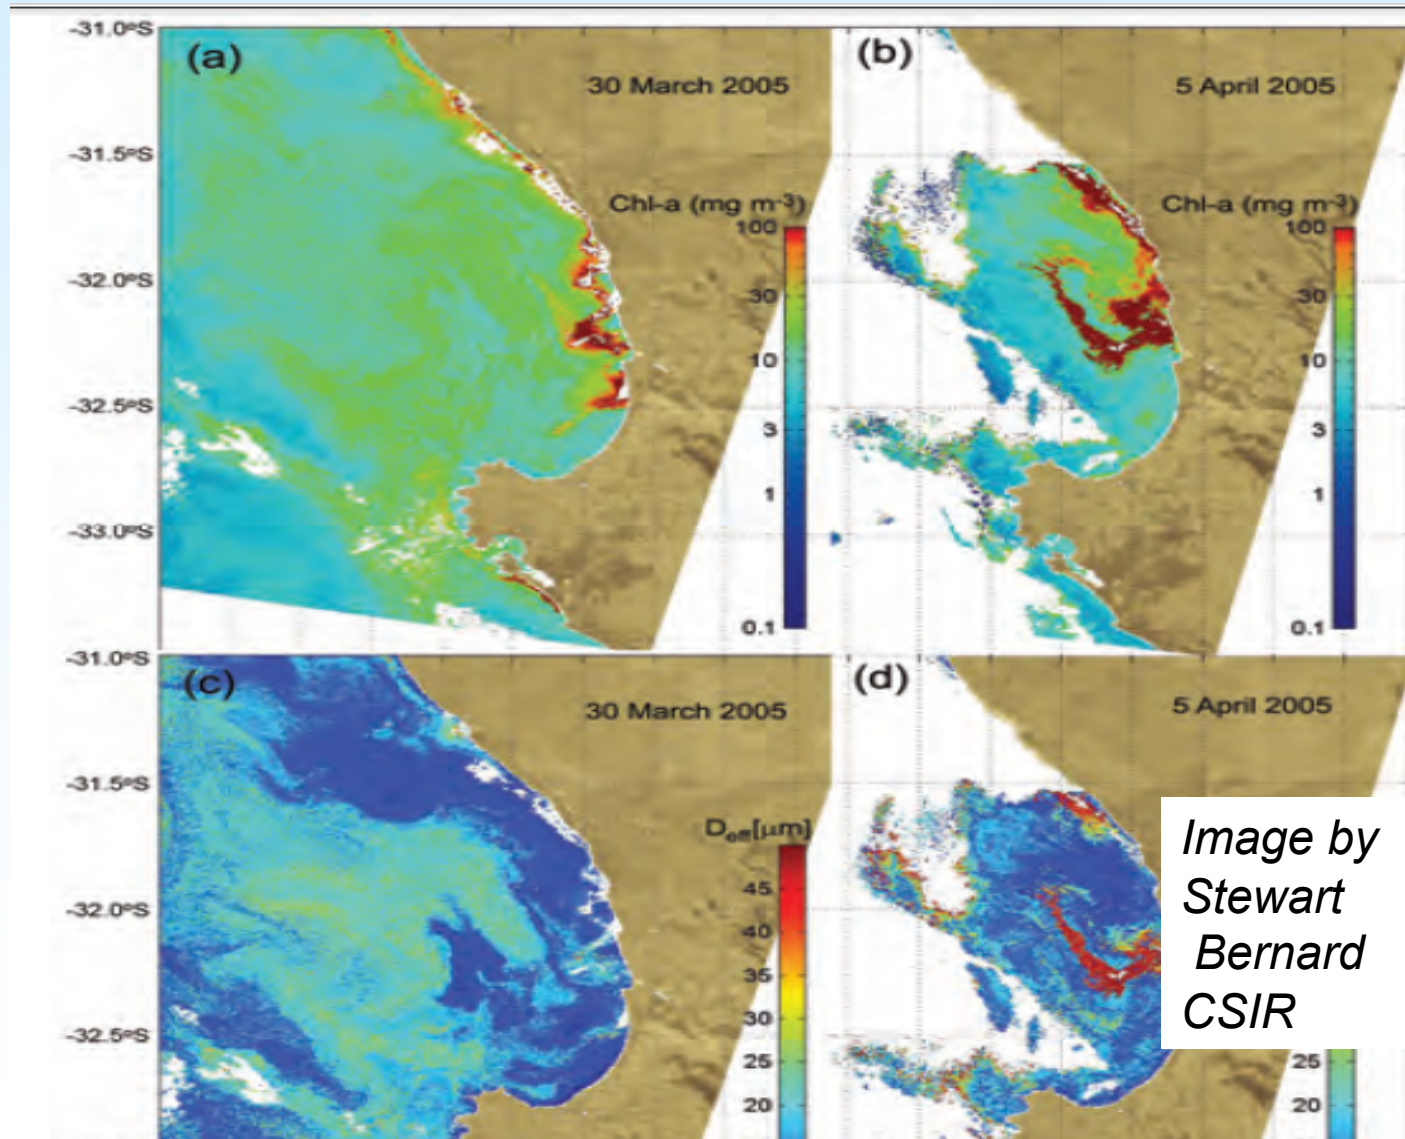 -31.0°S
(a)
30 March 2005
(b)
5 April 2005
-31.5°S
Chl-a (mg m-3)
Chl-a (mg m-3)
100
100
-32.0°S
30
30
10
10
-32.5°S
3
3
1
1
-33.0°S
0.1
0.1
-31.0°S
(c)
30 March 2005
(d)
5 April 2005
-31.5°S
Deff[µm]
45
-32.0°S
40
35
30
-32.5°S
25
25
20
20
Image by
Stewart
Bernard
CSIR